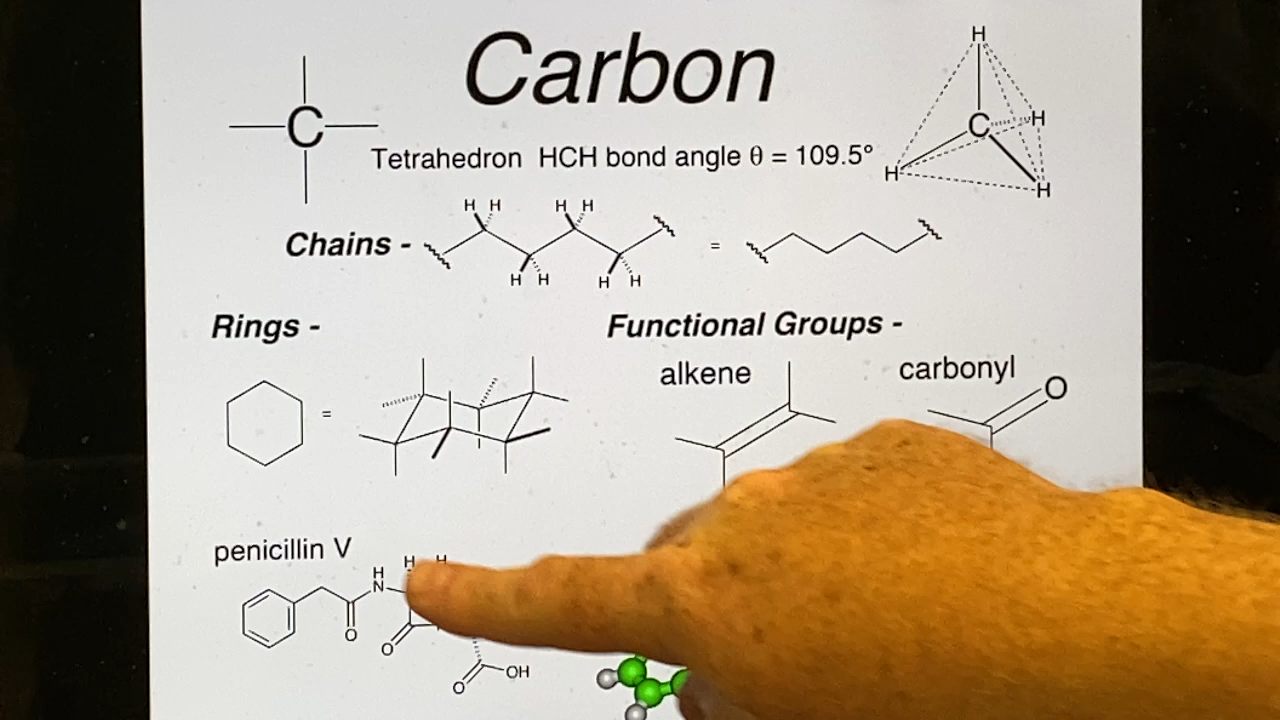 Carbon
C
H
C
H
H
H
Tetrahedron HCH bond angle θ = 109.5°
H H H H
Chains -
=
H H H H
Rings -
Functional Groups -
alkene
carbonyl
O
=
penicillin V
H H
H
N
O
O
O
OH